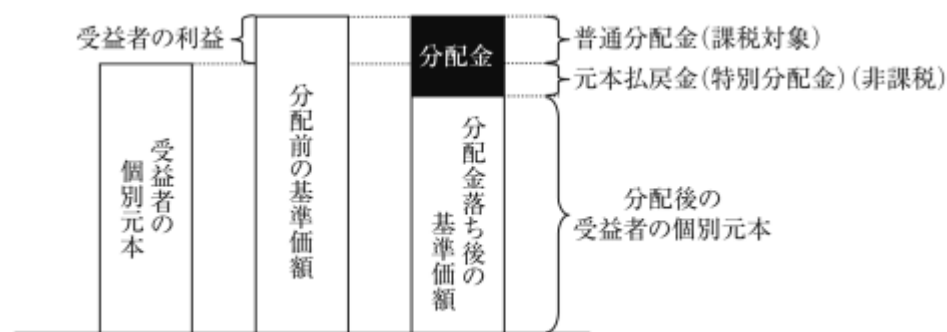 受益者の利益
分配金
普通分配金(課税対象)
元本払戻金(特別分配金)(非課税)
受益者の
個別元本
分配前の基準価額
分配金落ち後の
基準価額
分配後の
受益者の個別元本